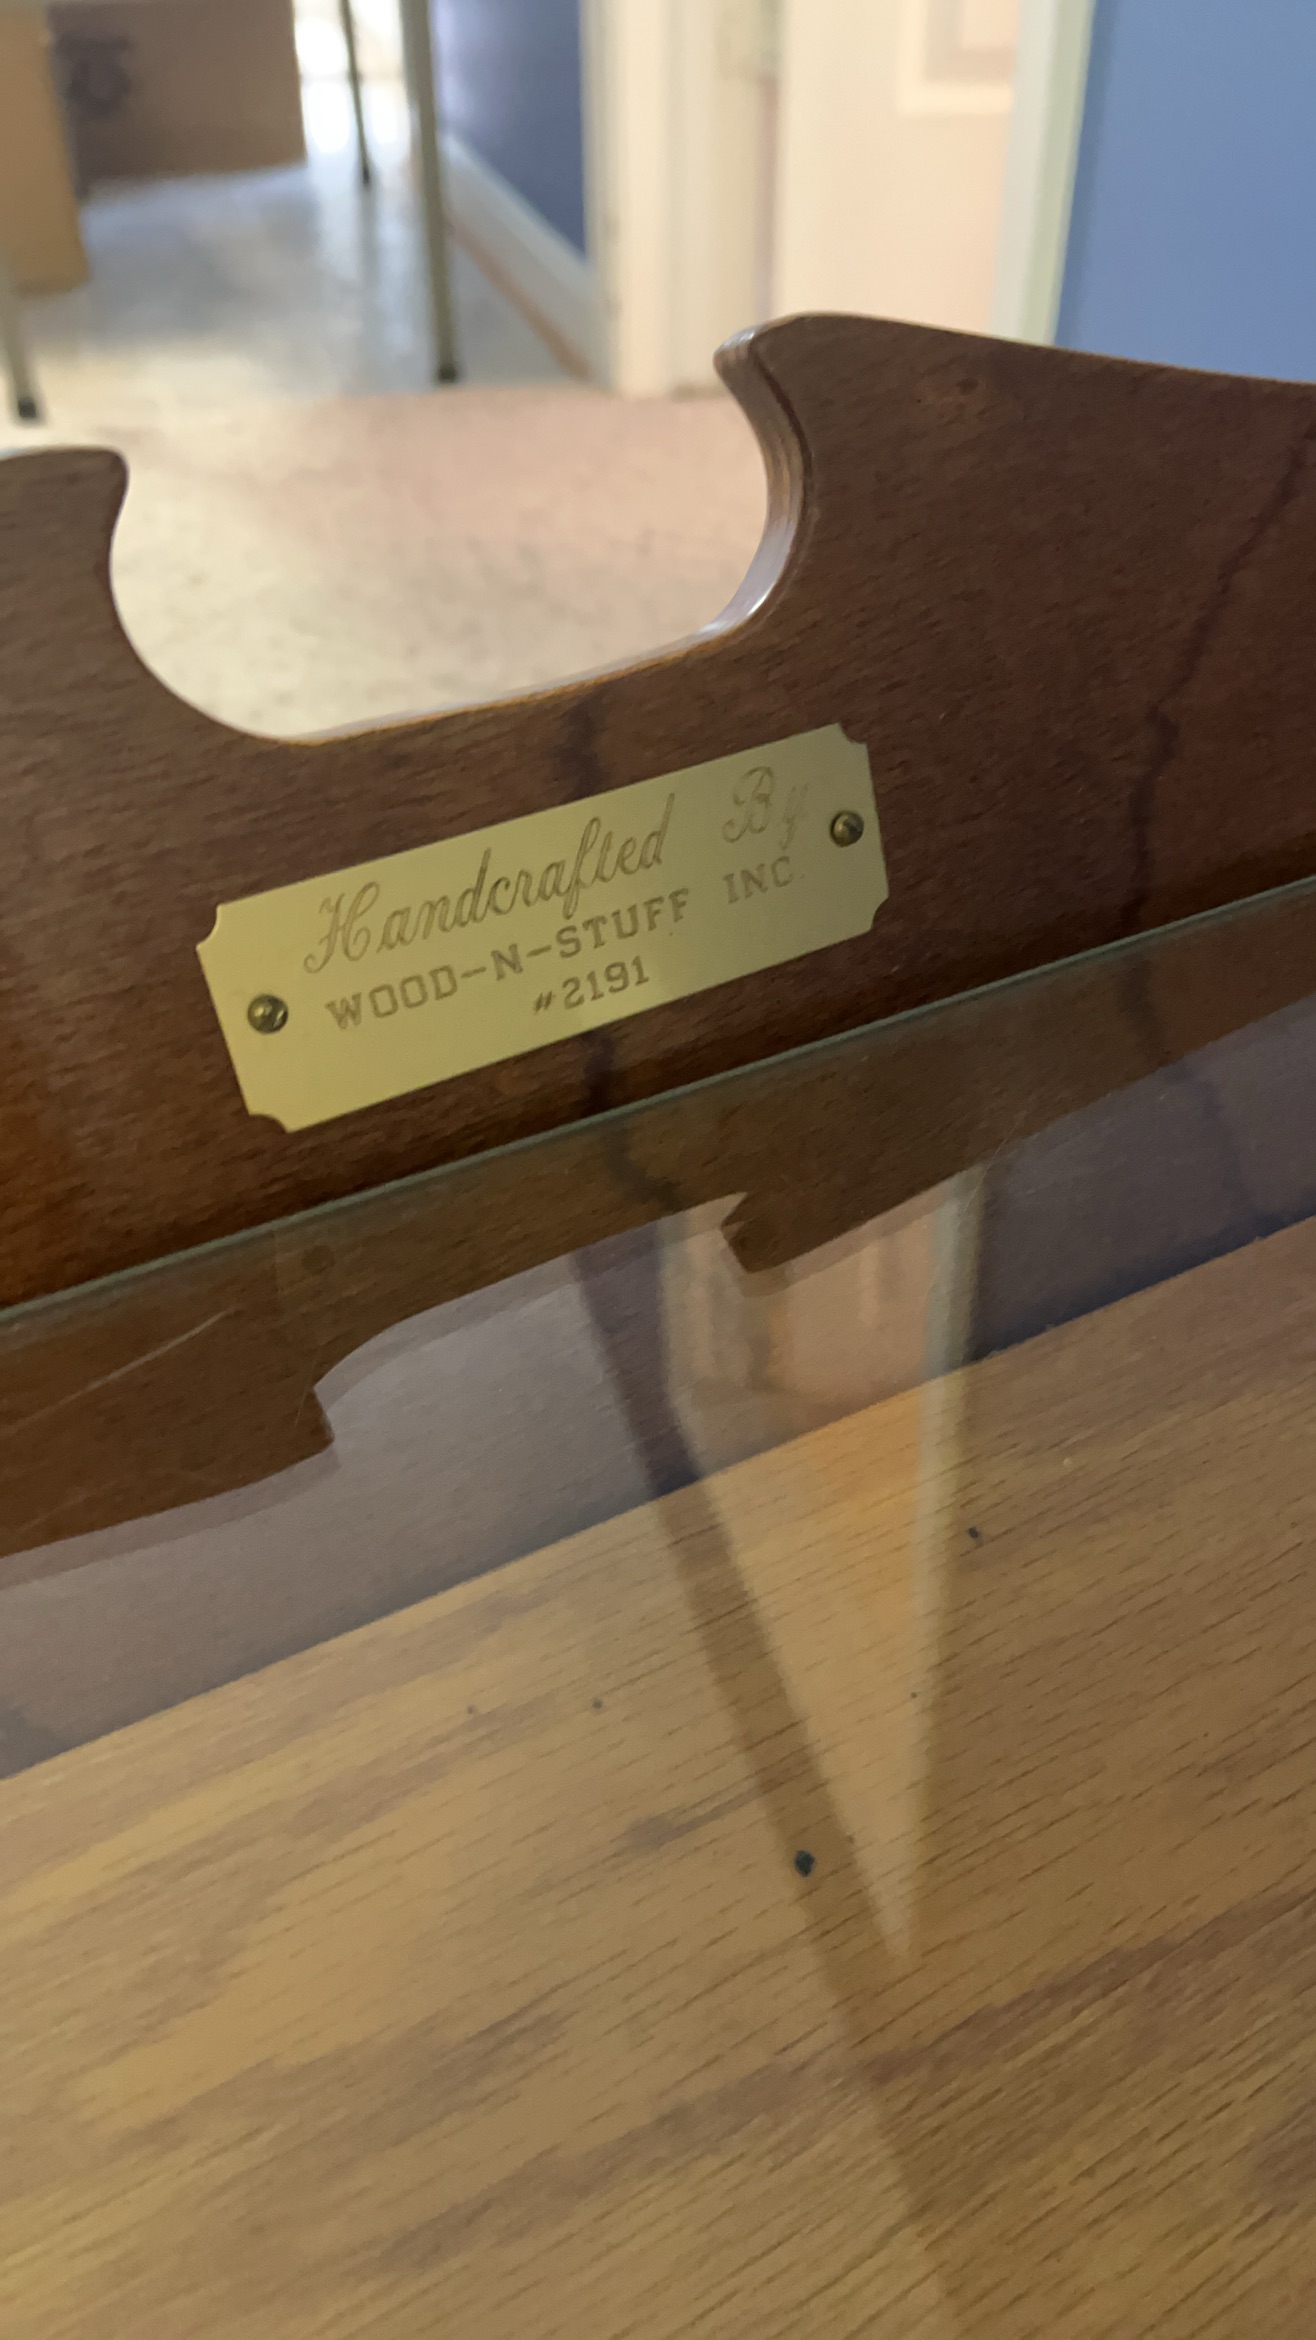 Handcrafted By
WOOD-N-STUFF INC.
#2191